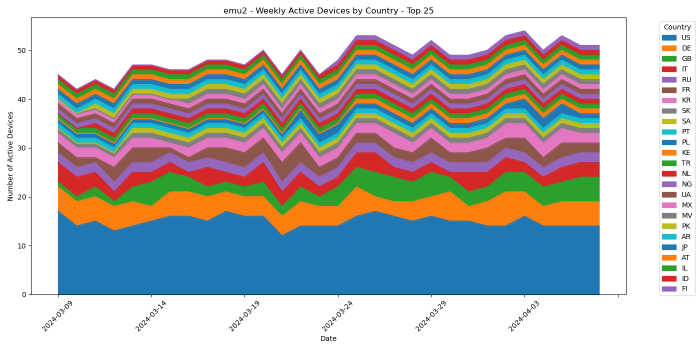 emu2 - Weekly Active Devices by Country - Top 25
Number of Active Devices
50
40
30
20
10
0
2024-03-09
2024-03-14
2024-03-19
2024-03-24
2024-03-29
2024-04-03
Date
Country
US
DE
GB
IT
RU
FR
KR
SK
SA
PT
PL
KE
TR
NL
NG
UA
MX
MV
PK
AR
JP
AT
IL
ID
FI